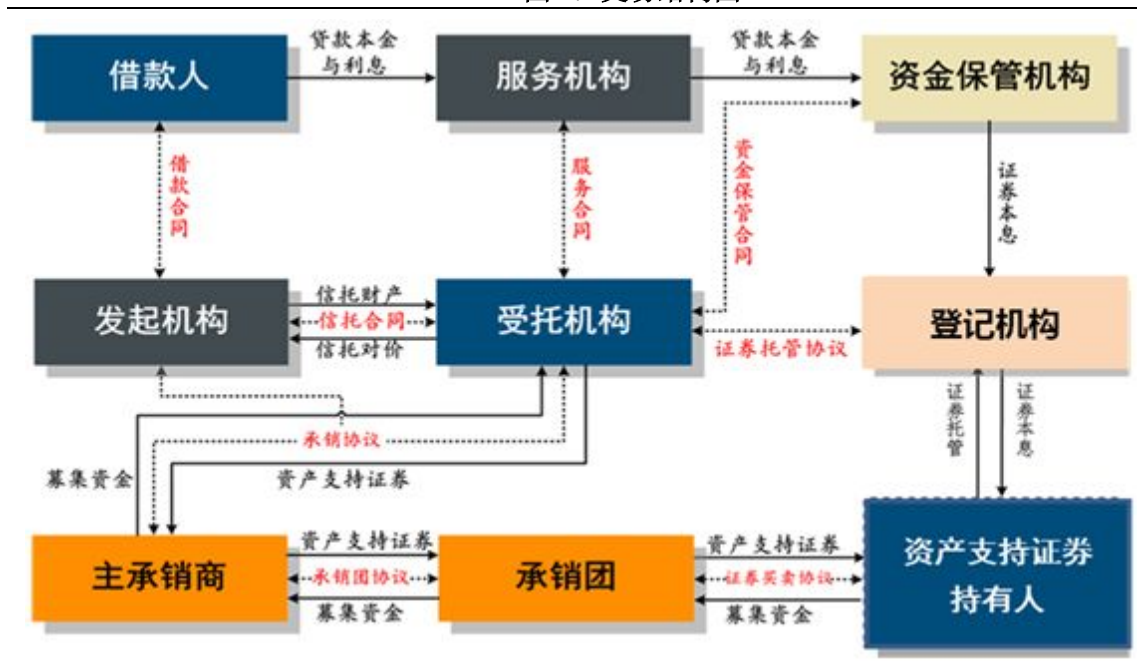 贷款本金
与利息
贷款本金
与利息
借款人
服务机构
资金保管机构
借款合同
服务合同
资金保管合同
证券本息
发起机构
信托财产
信托合同
信托对价
受托机构
证券托管协议
登记机构
承销协议
募集资金
资产支持证券
证券托管
证券本息
主承销商
资产支持证券
承销团协议
募集资金
承销团
资产支持证券
证券买卖协议
募集资金
资产支持证券
持有人